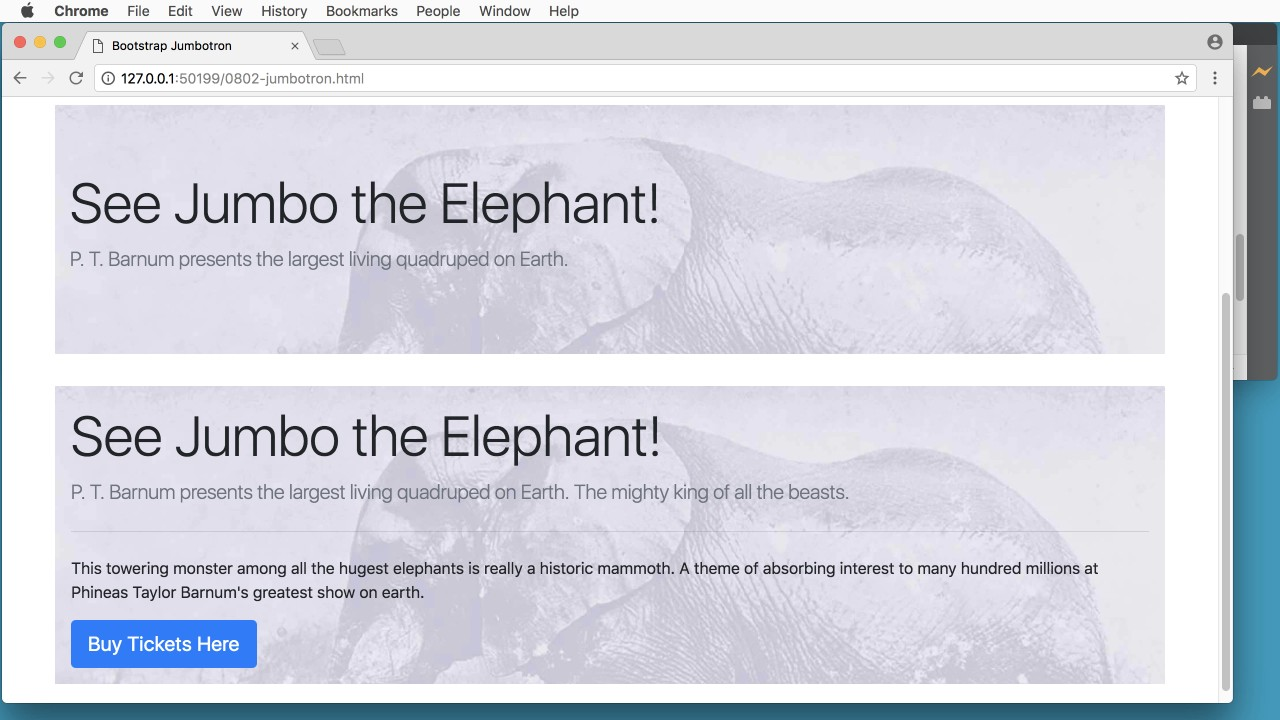 Chrome File Edit View History Bookmarks People Window Help
Bootstrap Jumbotron
127.0.0.1:50199/0802-jumbotron.html
See Jumbo the Elephant!
P. T. Barnum presents the largest living quadruped on Earth.
See Jumbo the Elephant!
P. T. Barnum presents the largest living quadruped on Earth. The mighty king of all the beasts.
This towering monster among all the hugest elephants is really a historic mammoth. A theme of absorbing interest to many hundred millions at
Phineas Taylor Barnum's greatest show on earth.
Buy Tickets Here